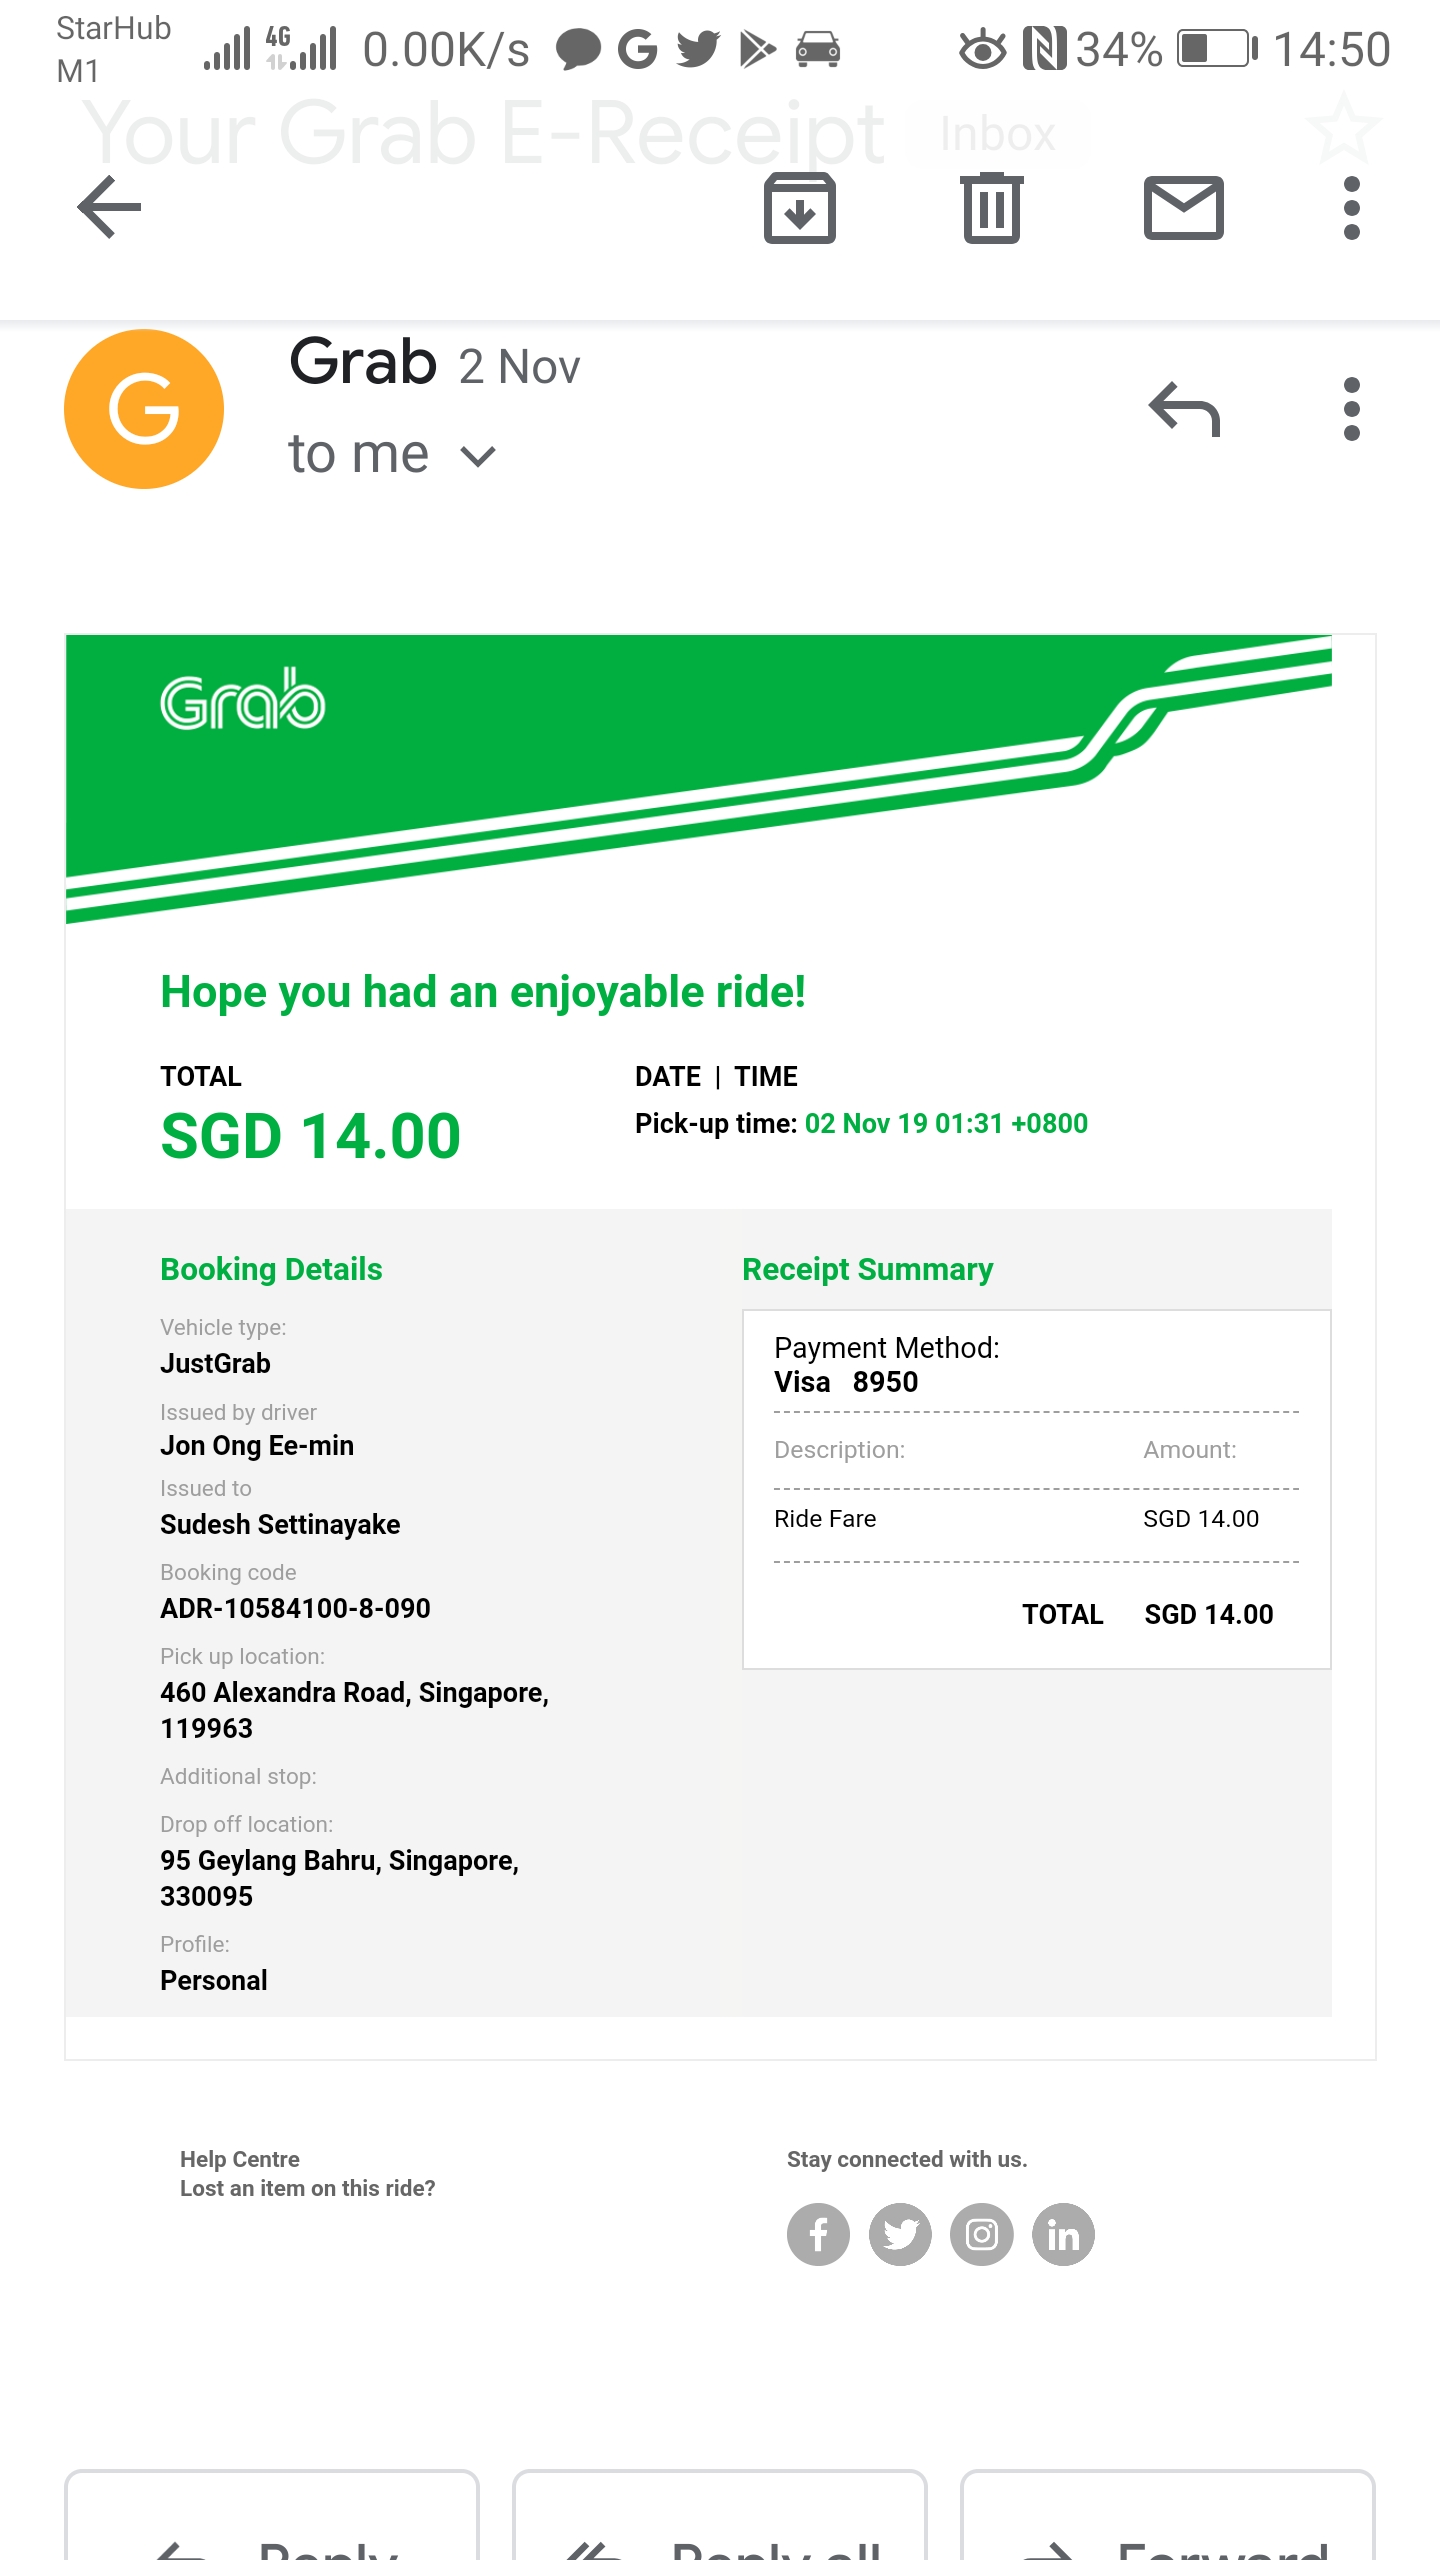 StarHub
M1
4G
0.00K/s
34%
14:50
Your Grab E-Receipt
Inbox
G
Grab 2 Nov
to me
Grab
Hope you had an enjoyable ride!
TOTAL
SGD 14.00
DATE | TIME
Pick-up time: 02 Nov 19 01:31 +0800
Booking Details
Vehicle type:
JustGrab
Issued by driver
Jon Ong Ee-min
Issued to
Sudesh Settinayake
Booking code
ADR-10584100-8-090
Pick up location:
460 Alexandra Road, Singapore,
119963
Additional stop:
Drop off location:
95 Geylang Bahru, Singapore,
330095
Profile:
Personal
Receipt Summary
Payment Method:
Visa 8950
Description: Amount:
Ride Fare SGD 14.00
TOTAL SGD 14.00
Help Centre
Lost an item on this ride?
Stay connected with us.
Reply
Reply all
Forward